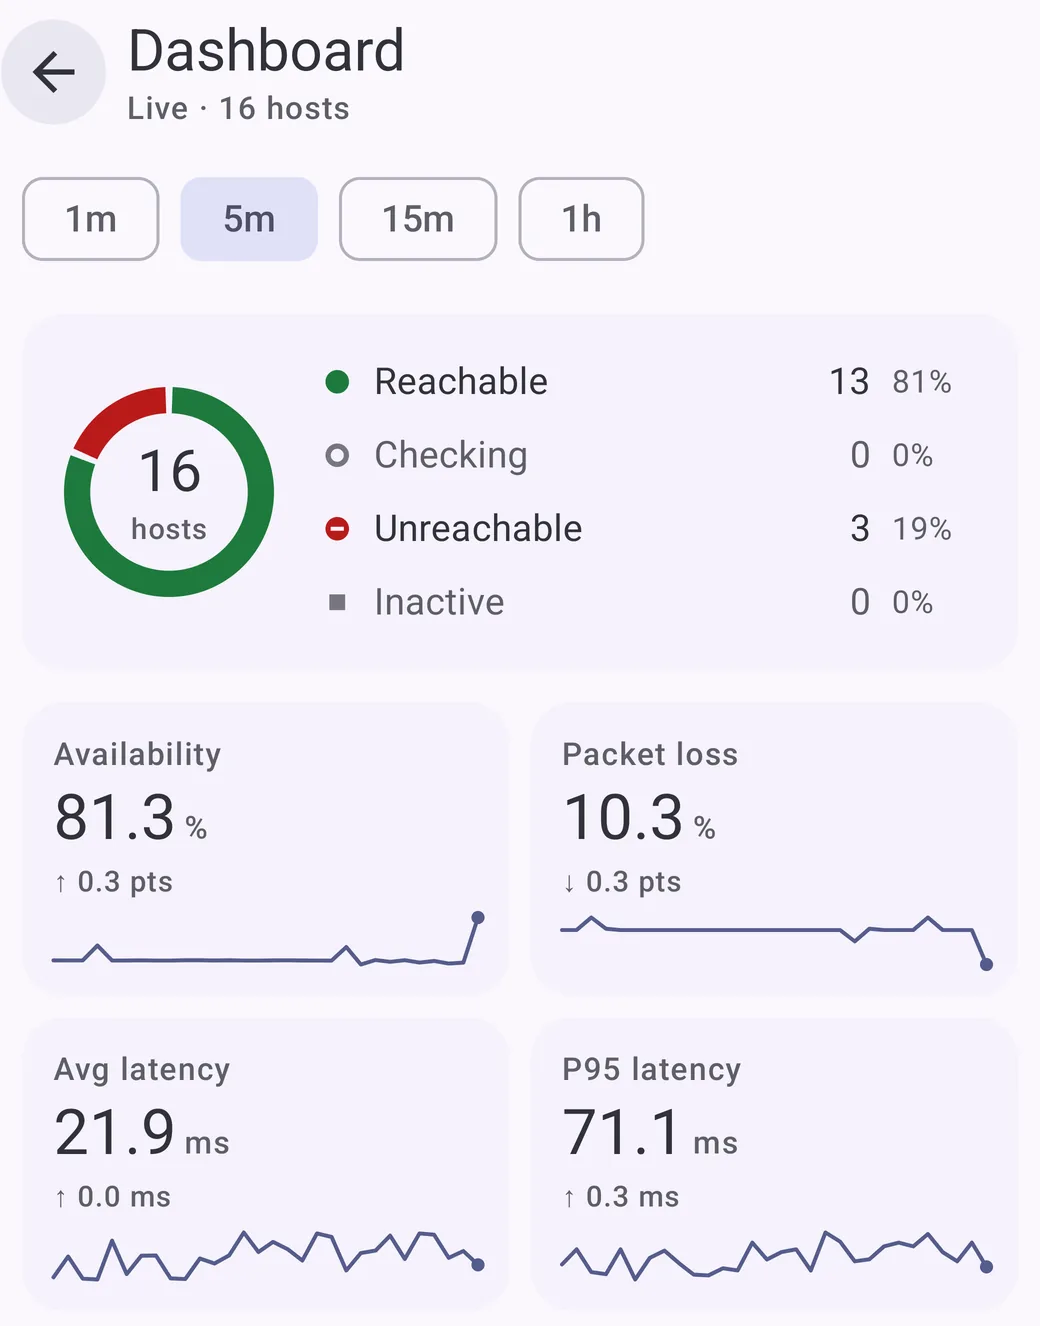 Dashboard
Live · 16 hosts
1m 5m 15m 1h
16
hosts
Reachable 13 81%
Checking 0 0%
Unreachable 3 19%
Inactive 0 0%
Availability
81.3 %
↑ 0.3 pts
Packet loss
10.3 %
↓ 0.3 pts
Avg latency
21.9 ms
↑ 0.0 ms
P95 latency
71.1 ms
↑ 0.3 ms